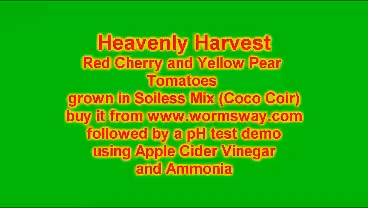 Heavenly Harvest
Red Cherry and Yellow Pear
Tomatoes
grown in Soiless Mix (Coco Coir)
buy it from www.wormsway.com
followed by a pH test demo
using Apple Cider Vinegar
and Ammonia